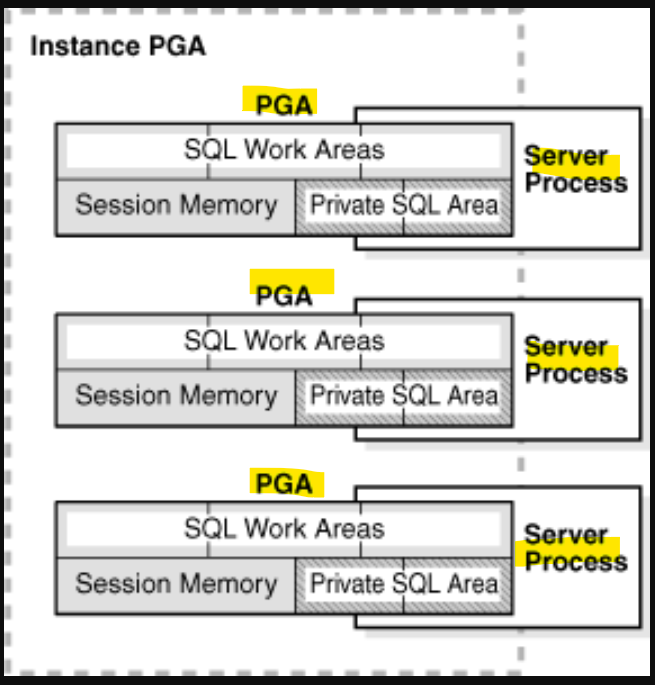 Instance PGA
PGA
SQL Work Areas
Server
Process
Session Memory
Private SQL Area
PGA
SQL Work Areas
Server
Process
Session Memory
Private SQL Area
PGA
SQL Work Areas
Server
Process
Session Memory
Private SQL Area